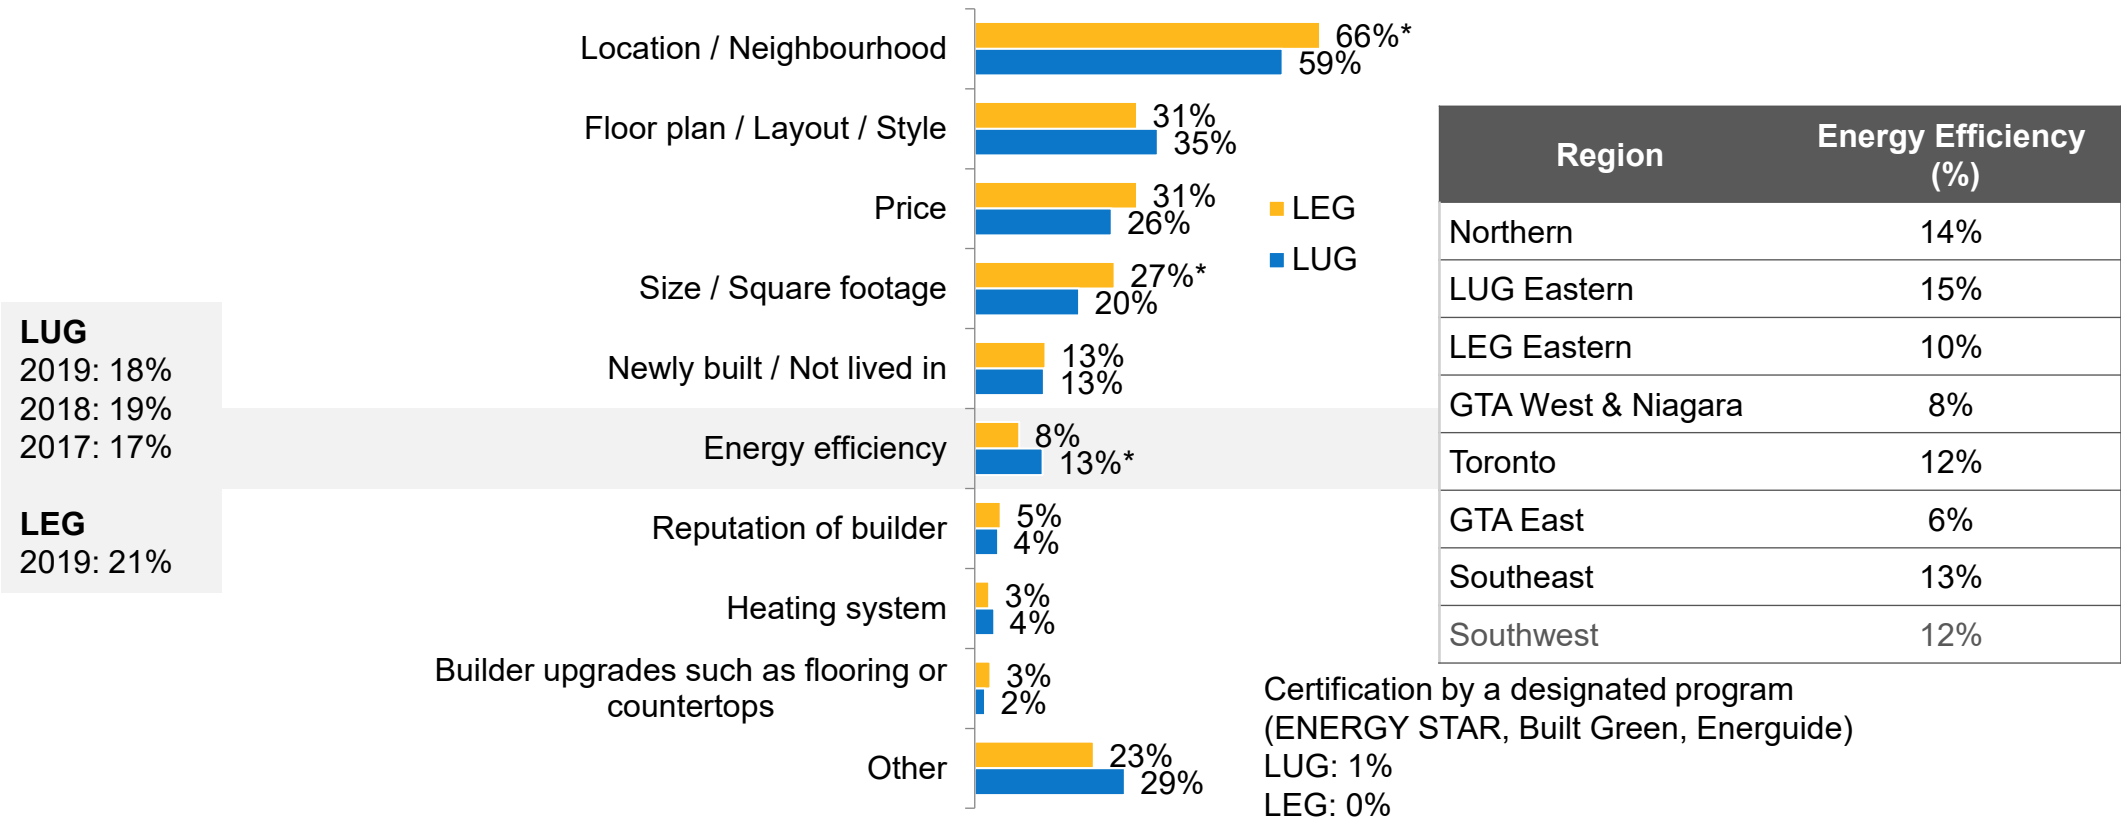 Location / Neighbourhood
66%*
59%
Floor plan / Layout / Style
31%
35%
Price
31%
26%
Size / Square footage
27%*
20%
Newly built / Not lived in
13%
13%
Energy efficiency
8%
13%*
Reputation of builder
5%
4%
Heating system
3%
4%
Builder upgrades such as flooring or
countertops
3%
2%
Other
23%
29%
LEG
LUG
LUG
2019: 18%
2018: 19%
2017: 17%
LEG
2019: 21%
Region Energy Efficiency
(%)
Northern 14%
LUG Eastern 15%
LEG Eastern 10%
GTA West & Niagara 8%
Toronto 12%
GTA East 6%
Southeast 13%
Southwest 12%
Certification by a designated program
(ENERGY STAR, Built Green, Energuide)
LUG: 1%
LEG: 0%